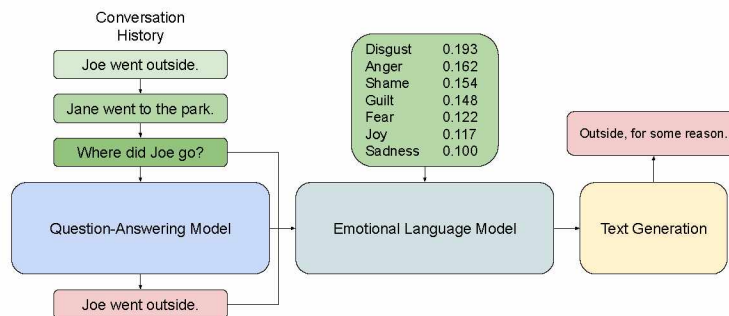 Conversation
History
Joe went outside.
Jane went to the park.
Where did Joe go?
Question-Answering Model
Joe went outside.
Disgust 0.193
Anger 0.162
Shame 0.154
Guilt 0.148
Fear 0.122
Joy 0.117
Sadness 0.100
Emotional Language Model
Outside, for some reason.
Text Generation